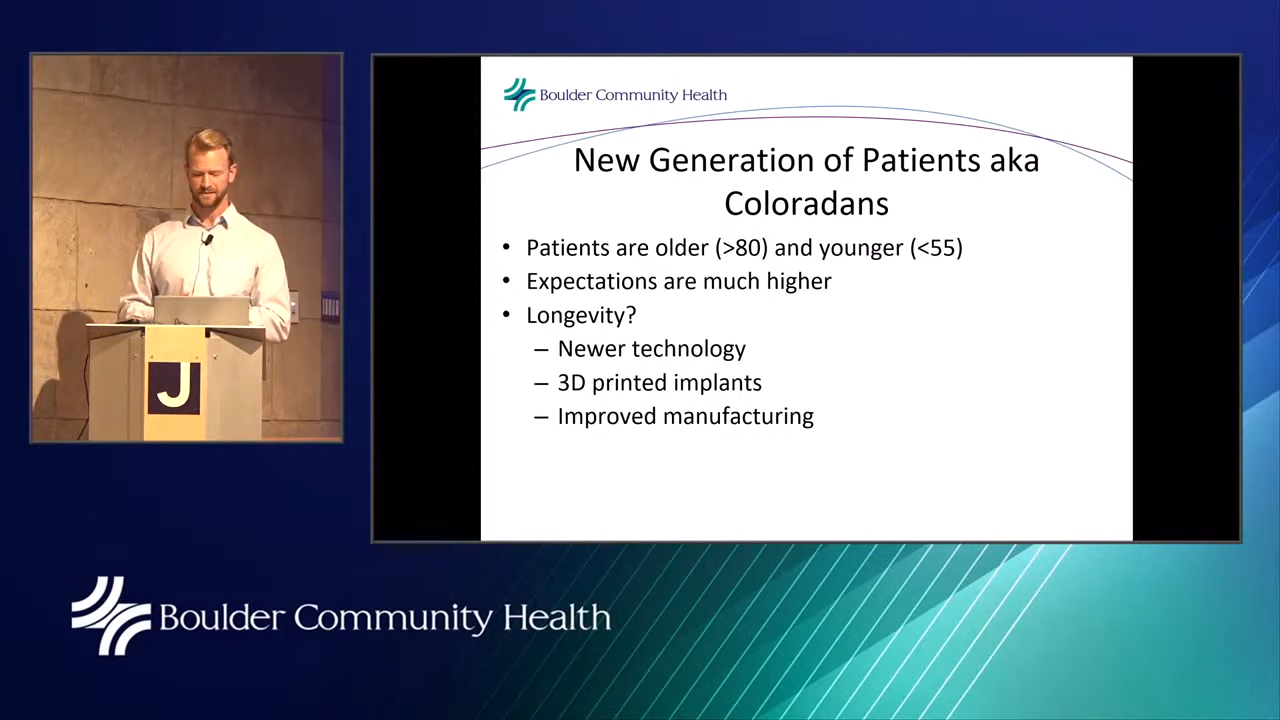 Boulder Community Health
New Generation of Patients aka
Coloradans
• Patients are older (>80) and younger (<55)
• Expectations are much higher
• Longevity?
– Newer technology
– 3D printed implants
– Improved manufacturing
J
Boulder Community Health